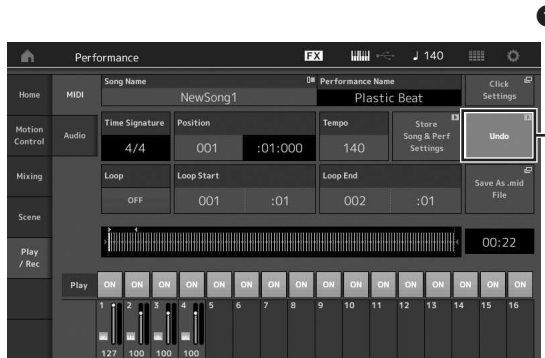 Performance FX 140
Home MIDI Song Name NewSong1 Performance Name Plastic Beat Click Settings
Motion Control Audio Time Signature 4/4 Position 001 :01:000 Tempo 140 Store Song & Perf Settings Undo
Mixing Loop OFF Loop Start 001 :01 Loop End 002 :01 Save As .mid File
Scene
Play / Rec 00:22
Play ON ON ON ON ON ON ON ON ON ON ON ON ON ON ON ON
1 2 3 4 5 6 7 8 9 10 11 12 13 14 15 16
127 100 100 100